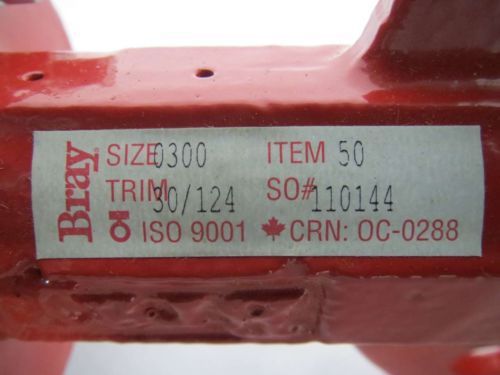 Bray
SIZE 0300 ITEM 50
TRIM 30/124 SO# 110144
ISO 9001 CRN: OC-0288